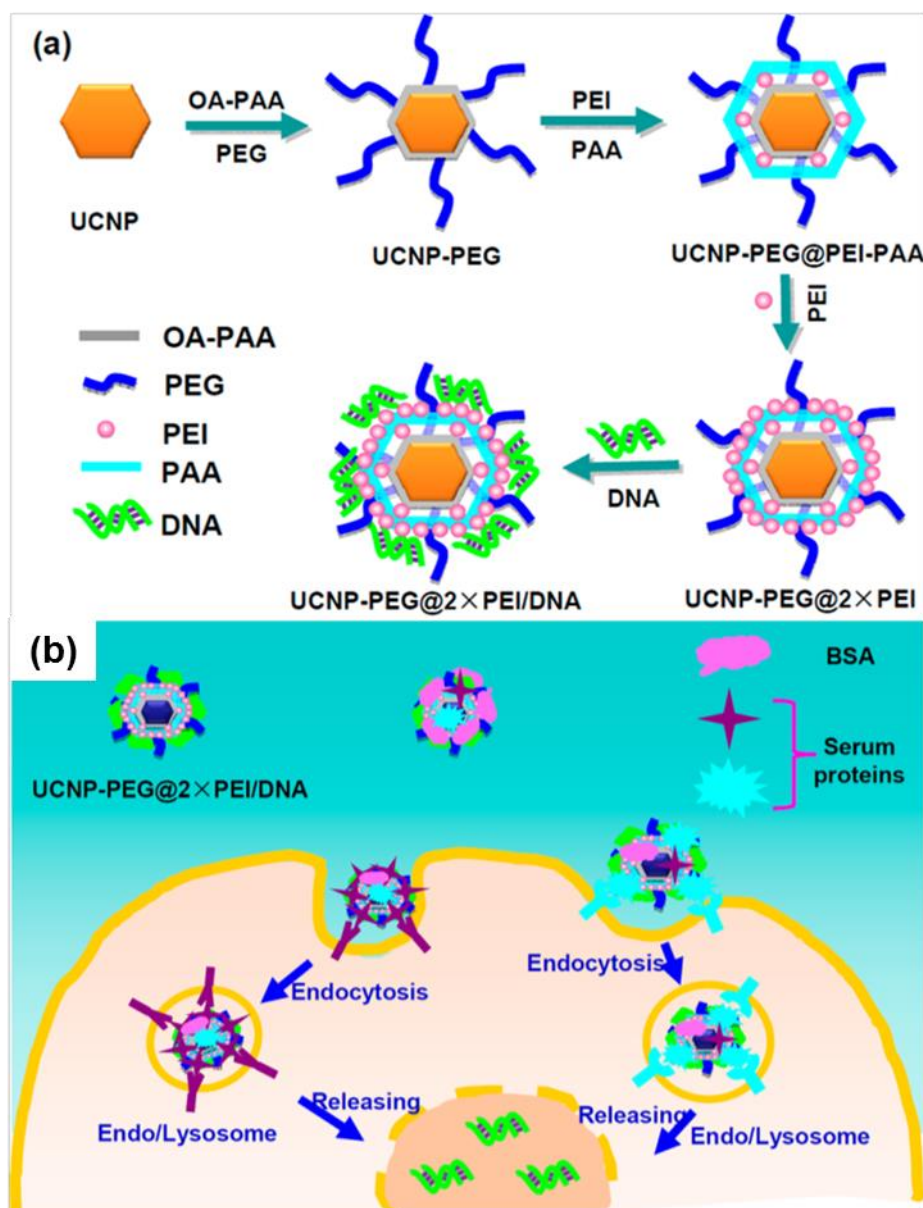 (a)
OA-PAA
PEG
PEI
PAA
UCNP
UCNP-PEG
UCNP-PEG@PEI-PAA
PEI
OA-PAA
PEG
PEI
PAA
DNA
DNA
UCNP-PEG@2×PEI/DNA
UCNP-PEG@2×PEI
(b)
BSA
Serum
proteins
UCNP-PEG@2×PEI/DNA
Endocytosis
Endocytosis
Releasing
Releasing
Endo/Lysosome
Endo/Lysosome